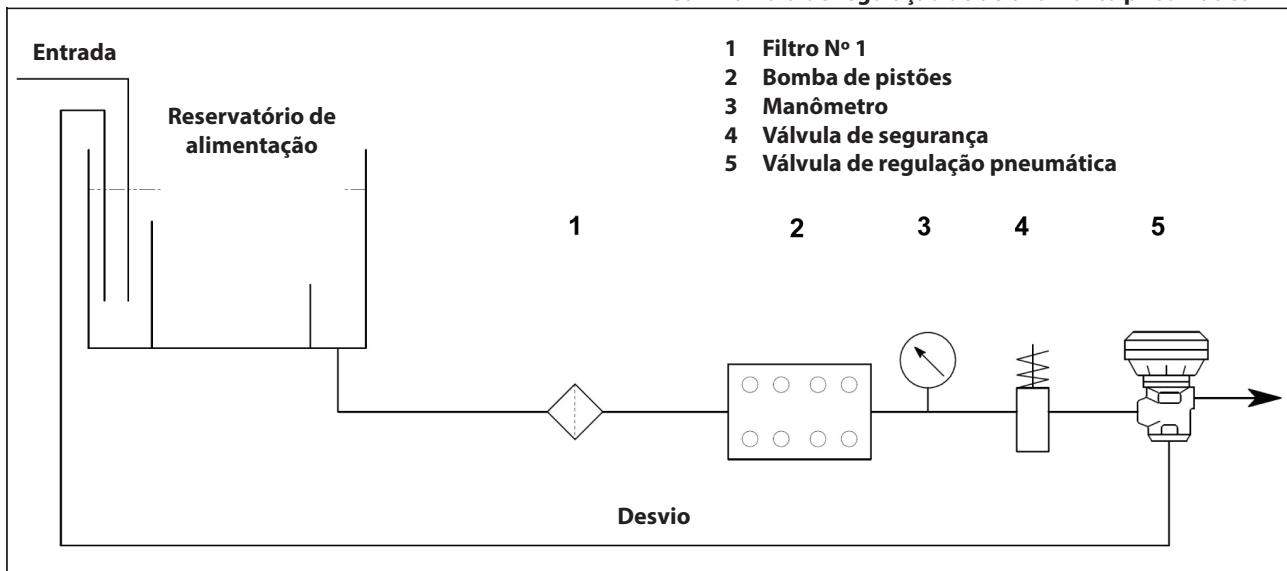 Entrada
Reservatório de
alimentação
1 Filtro Nº 1
2 Bomba de pistões
3 Manômetro
4 Válvula de segurança
5 Válvula de regulação pneumática
1 2 3 4 5
Desvio